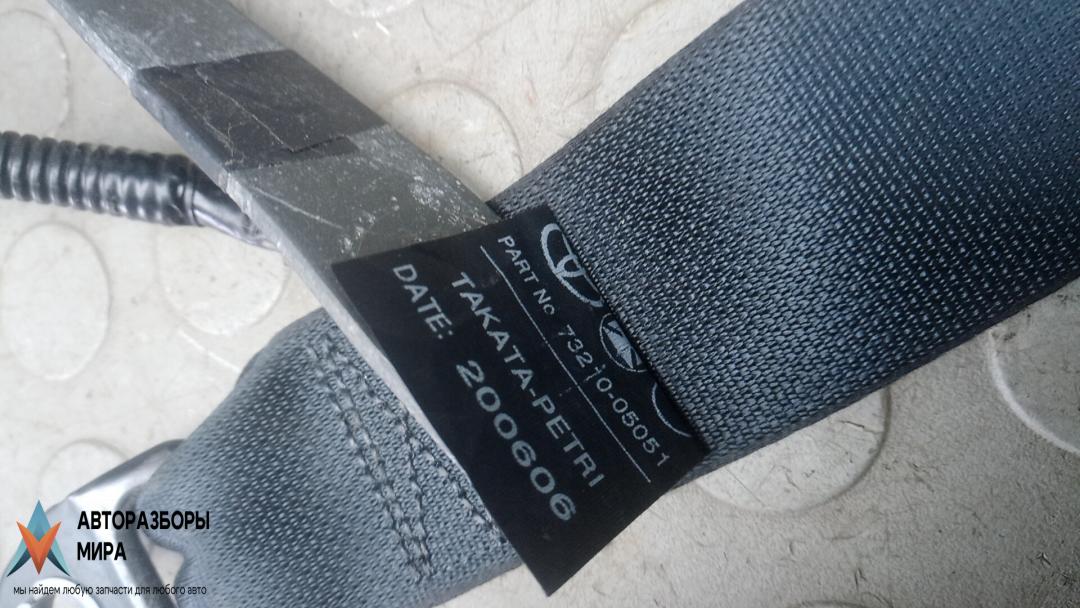 PART No 73210-05051
TAKATA-PETRI
DATE: 200606
АВТОРАЗБОРЫ
МИРА
мы найдем любую запчасти для любого авто